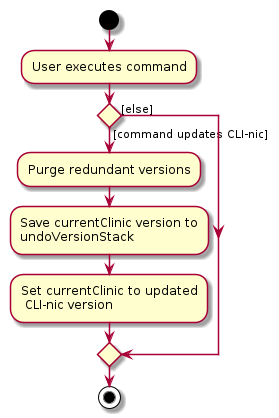 User executes command
[else]
[command updates CLI-nic]
Purge redundant versions
Save currentClinic version to
undoVersionStack
Set currentClinic to updated
CLI-nic version